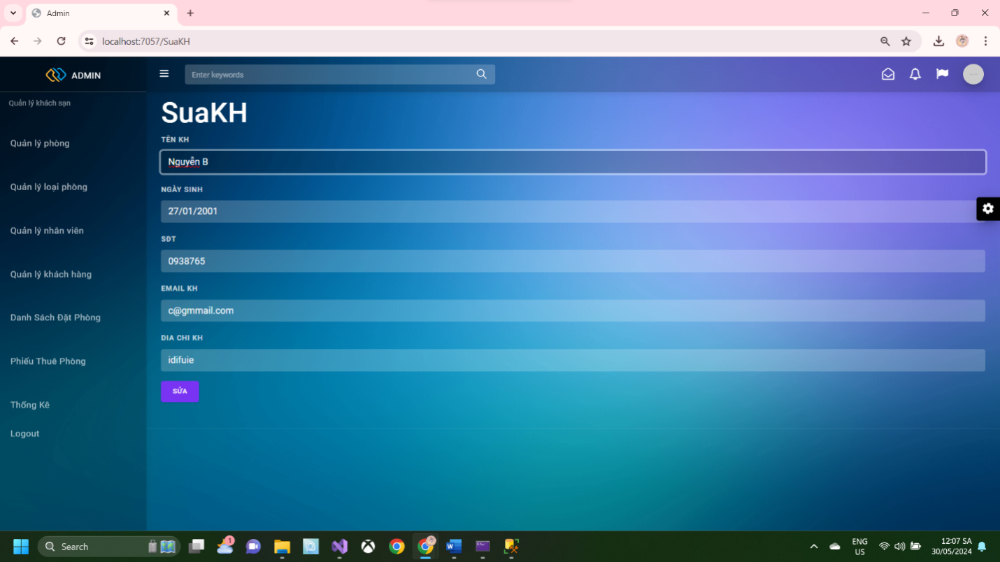 Admin
localhost:7057/SuaKH
ADMIN
Enter keywords
Quản lý khách sạn
Quản lý phòng
Quản lý loại phòng
Quản lý nhân viên
Quản lý khách hàng
Danh Sách Đặt Phòng
Phiếu Thuê Phòng
Thống Kê
Logout
SuaKH
TÊN KH
Nguyễn B
NGÀY SINH
27/01/2001
SĐT
0938765
EMAIL KH
c@gmmail.com
DIA CHI KH
idifuie
SỬA
Search
1
ENG
US
12:07 SA
30/05/2024